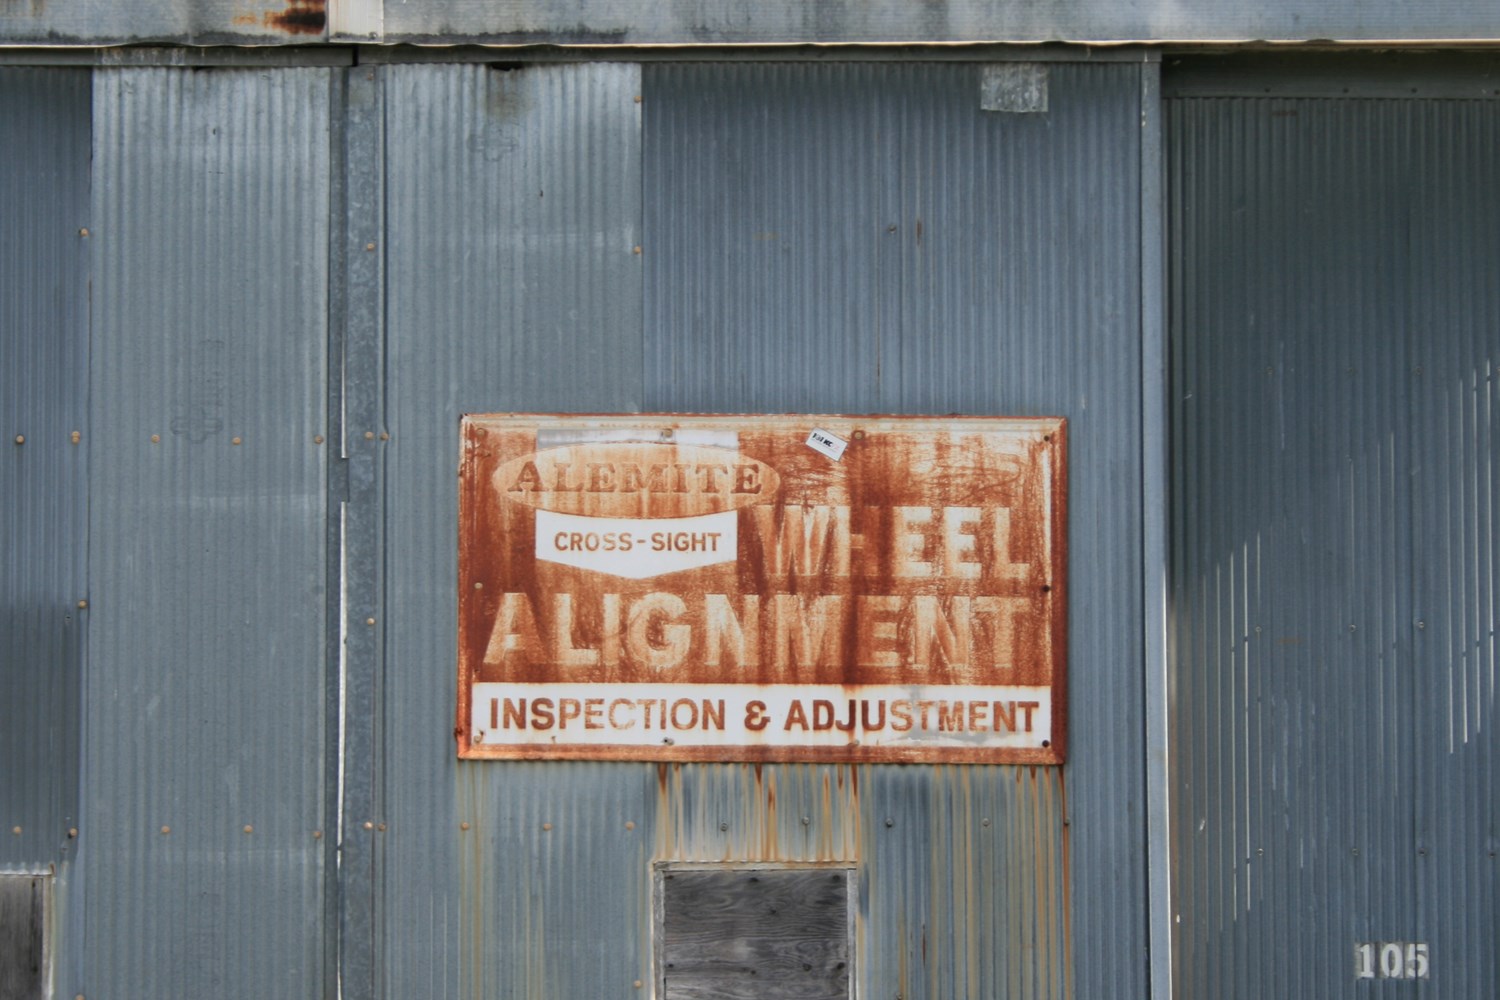 ALEMITE
CROSS-SIGHT
WHEEL
ALIGNMENT
INSPECTION & ADJUSTMENT
105